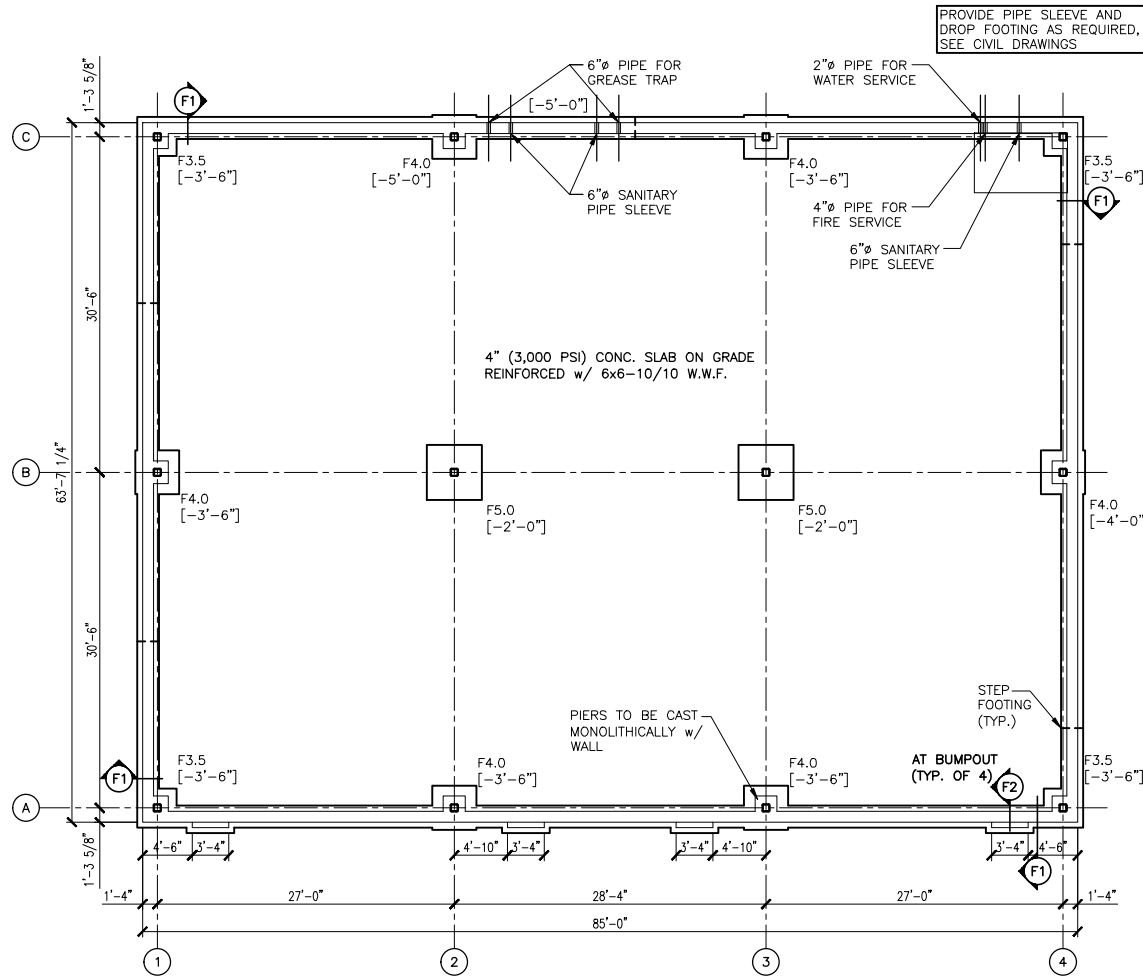 PROVIDE PIPE SLEEVE AND
DROP FOOTING AS REQUIRED,
SEE CIVIL DRAWINGS
6"ø PIPE FOR
GREASE TRAP
[-5'-0"]
2"ø PIPE FOR
WATER SERVICE
1'-3 5/8"
F1
C
F3.5
[-3'-6"]
F4.0
[-5'-0"]
6"ø SANITARY
PIPE SLEEVE
F4.0
[-3'-6"]
4"ø PIPE FOR
FIRE SERVICE
6"ø SANITARY
PIPE SLEEVE
F3.5
[-3'-6"]
F1
30'-6"
4" (3,000 PSI) CONC. SLAB ON GRADE
REINFORCED w/ 6x6-10/10 W.W.F.
B
63'-7 1/4"
F4.0
[-3'-6"]
F5.0
[-2'-0"]
F5.0
[-2'-0"]
F4.0
[-4'-0"
30'-6"
PIERS TO BE CAST
MONOLITHICALLY w/
WALL
STEP
FOOTING
(TYP.)
F1
F3.5
[-3'-6"]
F4.0
[-3'-6"]
F4.0
[-3'-6"]
AT BUMPOUT
(TYP. OF 4)
F2
F3.5
[-3'-6"]
A
1'-3 5/8"
4'-6"
3'-4"
4'-10"
3'-4"
3'-4"
4'-10"
3'-4"
4'-6"
F1
1'-4"
27'-0"
28'-4"
27'-0"
1'-4"
85'-0"
1
2
3
4